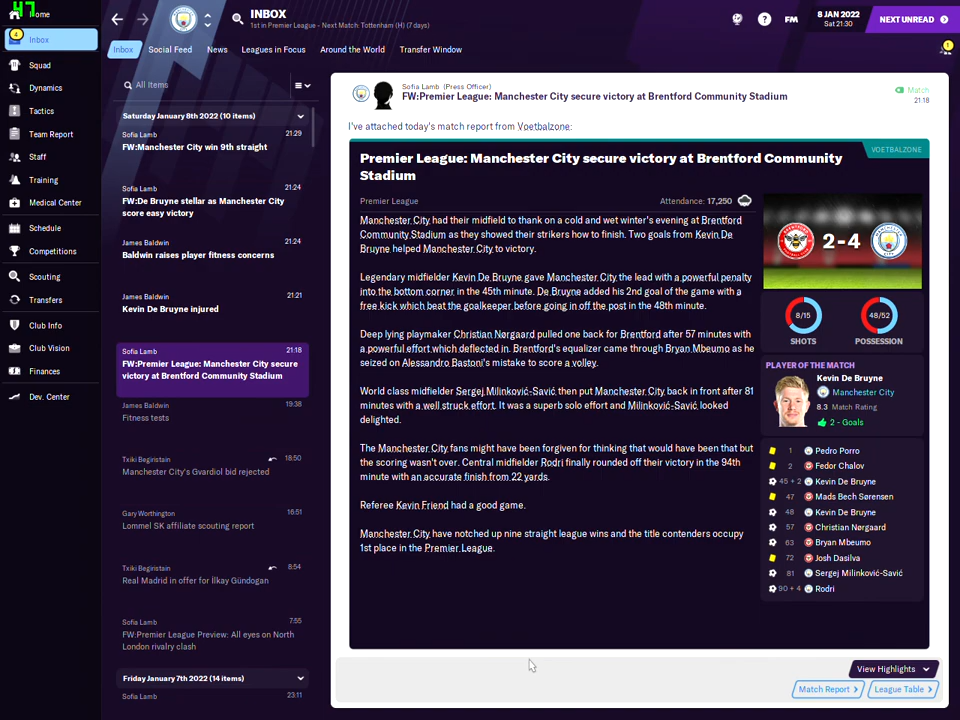 47
Home
4
Inbox
Squad
Dynamics
Tactics
Team Report
Staff
Training
Medical Center
Schedule
Competitions
Scouting
Transfers
Club Info
Club Vision
Finances
Dev. Center
INBOX
1st in Premier League - Next Match: Tottenham (H) (7 days)
?
FM
8 JAN 2022
Sat 21:30
NEXT UNREAD
1
Inbox
Social Feed
News
Leagues in Focus
Around the World
Transfer Window
All Items
Saturday January 8th 2022 (10 items)
Sofia Lamb 21:29
FW:Manchester City win 9th straight
Sofia Lamb 21:24
FW:De Bruyne stellar as Manchester City
score easy victory
James Baldwin 21:24
Baldwin raises player fitness concerns
James Baldwin 21:21
Kevin De Bruyne injured
Sofia Lamb 21:18
FW:Premier League: Manchester City secure
victory at Brentford Community Stadium
James Baldwin 19:38
Fitness tests
Txiki Begiristain 18:50
Manchester City's Gvardiol bid rejected
Gary Worthington 16:51
Lommel SK affiliate scouting report
Txiki Begiristain 8:54
Real Madrid in offer for İlkay Gündogan
Sofia Lamb 7:55
FW:Premier League Preview: All eyes on North
London rivalry clash
Friday January 7th 2022 (14 items)
Sofia Lamb 23:11
Sofia Lamb (Press Officer)
FW:Premier League: Manchester City secure victory at Brentford Community Stadium
Match
21:18
I've attached today's match report from Voetbalzone:
VOETBALZONE
Premier League: Manchester City secure victory at Brentford Community
Stadium
Premier League
Attendance: 17,250
Manchester City had their midfield to thank on a cold and wet winter's evening at Brentford
Community Stadium as they showed their strikers how to finish. Two goals from Kevin De
Bruyne helped Manchester City to victory.
Legendary midfielder Kevin De Bruyne gave Manchester City the lead with a powerful penalty
into the bottom corner in the 45th minute. De Bruyne added his 2nd goal of the game with a
free kick which beat the goalkeeper before going in off the post in the 48th minute.
Deep lying playmaker Christian Nørgaard pulled one back for Brentford after 57 minutes with
a powerful effort which deflected in. Brentford's equalizer came through Bryan Mbeumo as he
seized on Alessandro Bastoni's mistake to score a volley.
World class midfielder Sergej Milinković-Savić then put Manchester City back in front after 81
minutes with a well struck effort. It was a superb solo effort and Milinković-Savić looked
delighted.
The Manchester City fans might have been forgiven for thinking that would have been that but
the scoring wasn't over. Central midfielder Rodri finally rounded off their victory in the 94th
minute with an accurate finish from 22 yards.
Referee Kevin Friend had a good game.
Manchester City have notched up nine straight league wins and the title contenders occupy
1st place in the Premier League.
2-4
8/15
SHOTS
48/52
POSSESSION
PLAYER OF THE MATCH
Kevin De Bruyne
Manchester City
8.3 Match Rating
2 - Goals
1 Pedro Porro
2 Fedor Chalov
45 + 2 Kevin De Bruyne
47 Mads Bech Sørensen
48 Kevin De Bruyne
57 Christian Nørgaard
63 Bryan Mbeumo
72 Josh Dasilva
81 Sergej Milinković-Savić
90 + 4 Rodri
View Highlights
Match Report
League Table